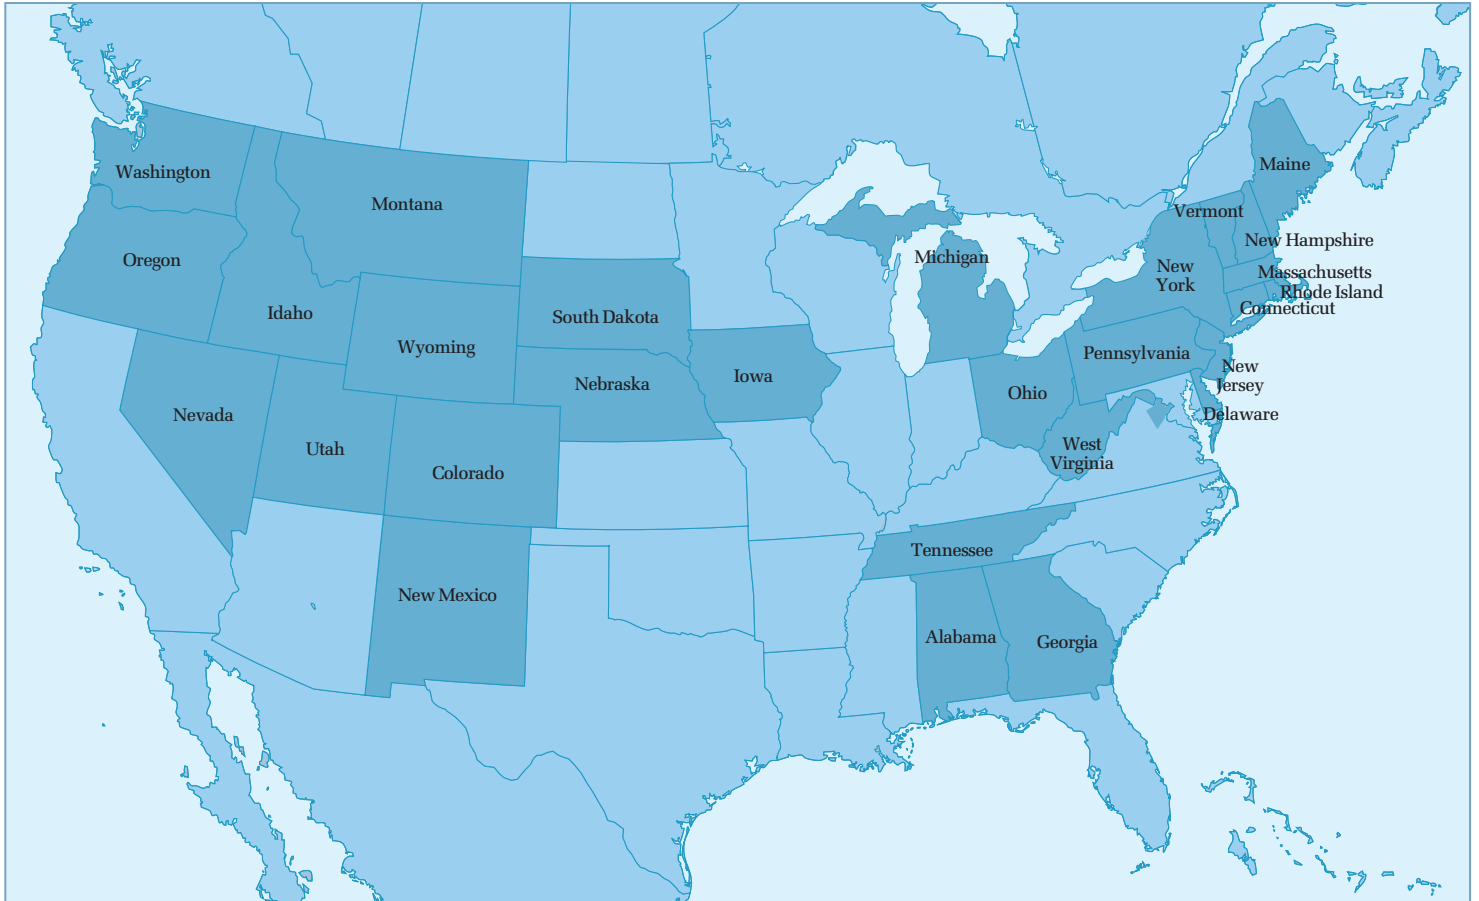 Maine
Washington
Montana
Vermont
New Hampshire
Michigan
Oregon
New
York
Massachusetts
Rhode Island
Connecticut
Idaho
South Dakota
Wyoming
Pennsylvania
New
Jersey
Nebraska
Iowa
Ohio
Nevada
Delaware
Utah
West
Virginia
Colorado
Tennessee
New Mexico
Alabama
Georgia